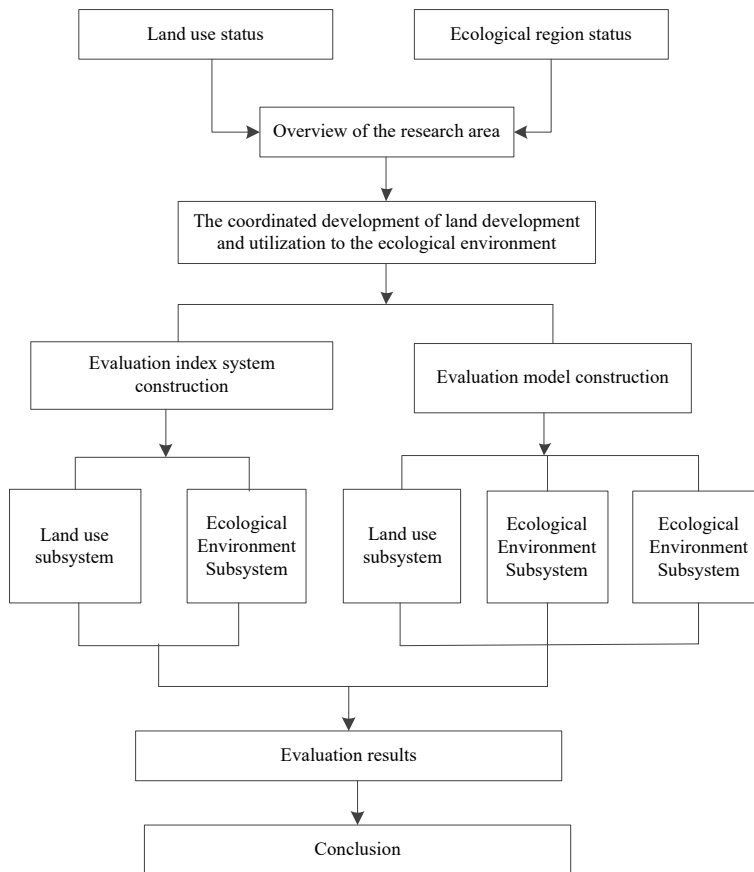 Land use status
Ecological region status
Overview of the research area
The coordinated development of land development
and utilization to the ecological environment
Evaluation index system
construction
Evaluation model construction
Land use
subsystem
Ecological
Environment
Subsystem
Land use
subsystem
Ecological
Environment
Subsystem
Ecological
Environment
Subsystem
Evaluation results
Conclusion